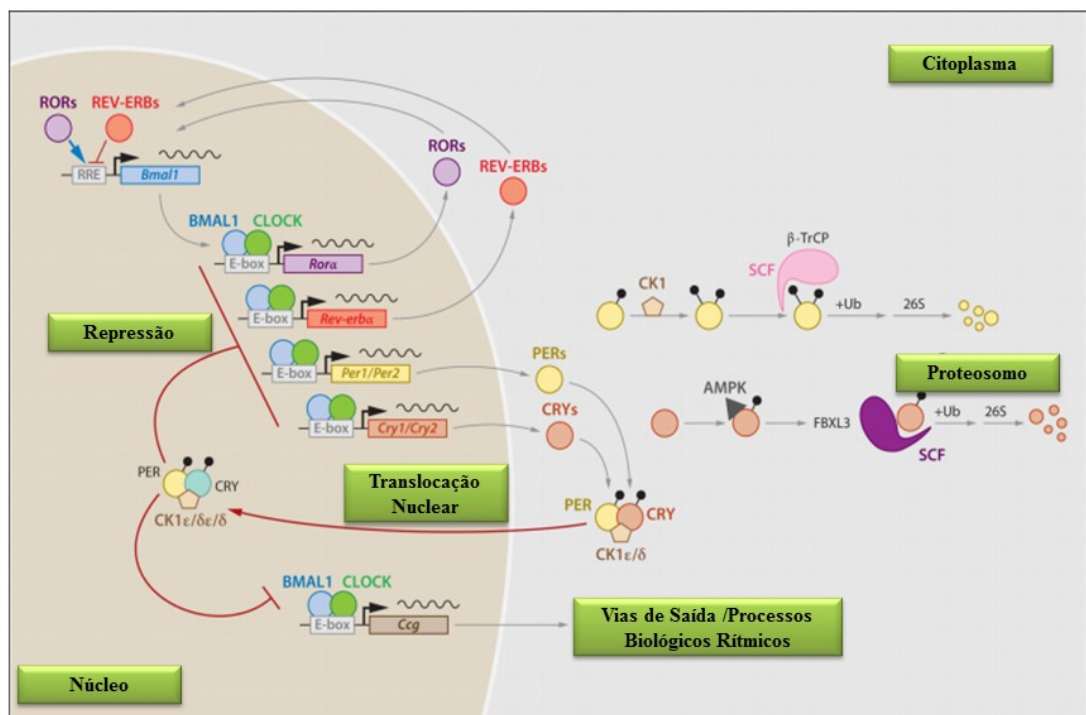 Citoplasma
RORs REV-ERBs
RRE Bmal1
RORs
REV-ERBs
BMAL1 CLOCK
E-box Rorα
Repressão
E-box Rev-erbα
E-box Per1/Per2
E-box Cry1/Cry2
PERs
CRYs
β-TrCP
SCF
CK1
+Ub 26S
Proteosomo
AMPK
FBXL3
+Ub 26S
SCF
Translocação
Nuclear
PER
CRY
CK1ε/δε/δ
PER
CRY
CK1ε/δ
BMAL1 CLOCK
E-box Ccg
Vias de Saída /Processos
Biológicos Rítmicos
Núcleo